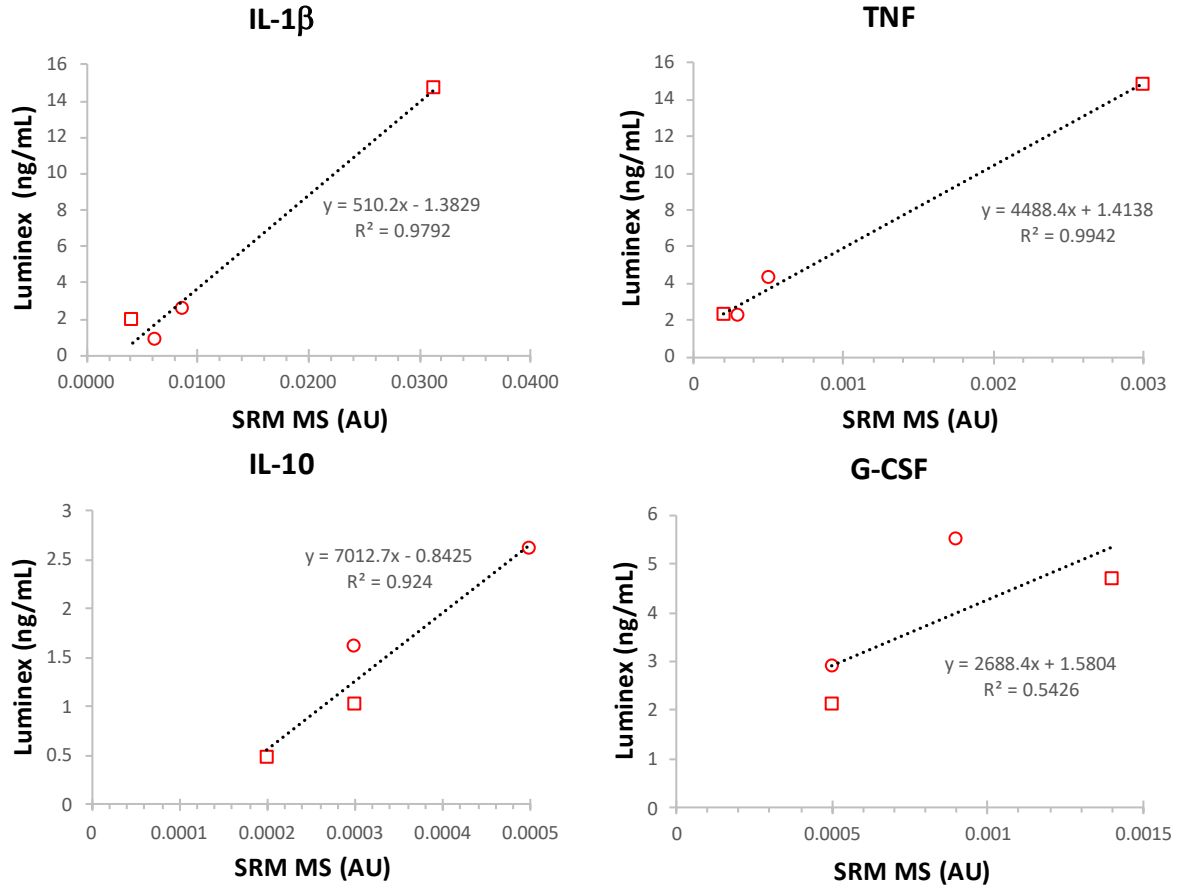 IL-1β
Luminex (ng/mL)
16
14
12
10
8
6
4
2
0
y = 510.2x - 1.3829
R² = 0.9792
0.0000
0.0100
0.0200
0.0300
0.0400
SRM MS (AU)
TNF
Luminex (ng/mL)
16
14
12
10
8
6
4
2
0
y = 4488.4x + 1.4138
R² = 0.9942
0
0.001
0.002
0.003
SRM MS (AU)
IL-10
Luminex (ng/mL)
3
2.5
2
1.5
1
0.5
0
y = 7012.7x - 0.8425
R² = 0.924
0
0.0001
0.0002
0.0003
0.0004
0.0005
SRM MS (AU)
G-CSF
Luminex (ng/mL)
6
5
4
3
2
1
0
y = 2688.4x + 1.5804
R² = 0.5426
0
0.0005
0.001
0.0015
SRM MS (AU)